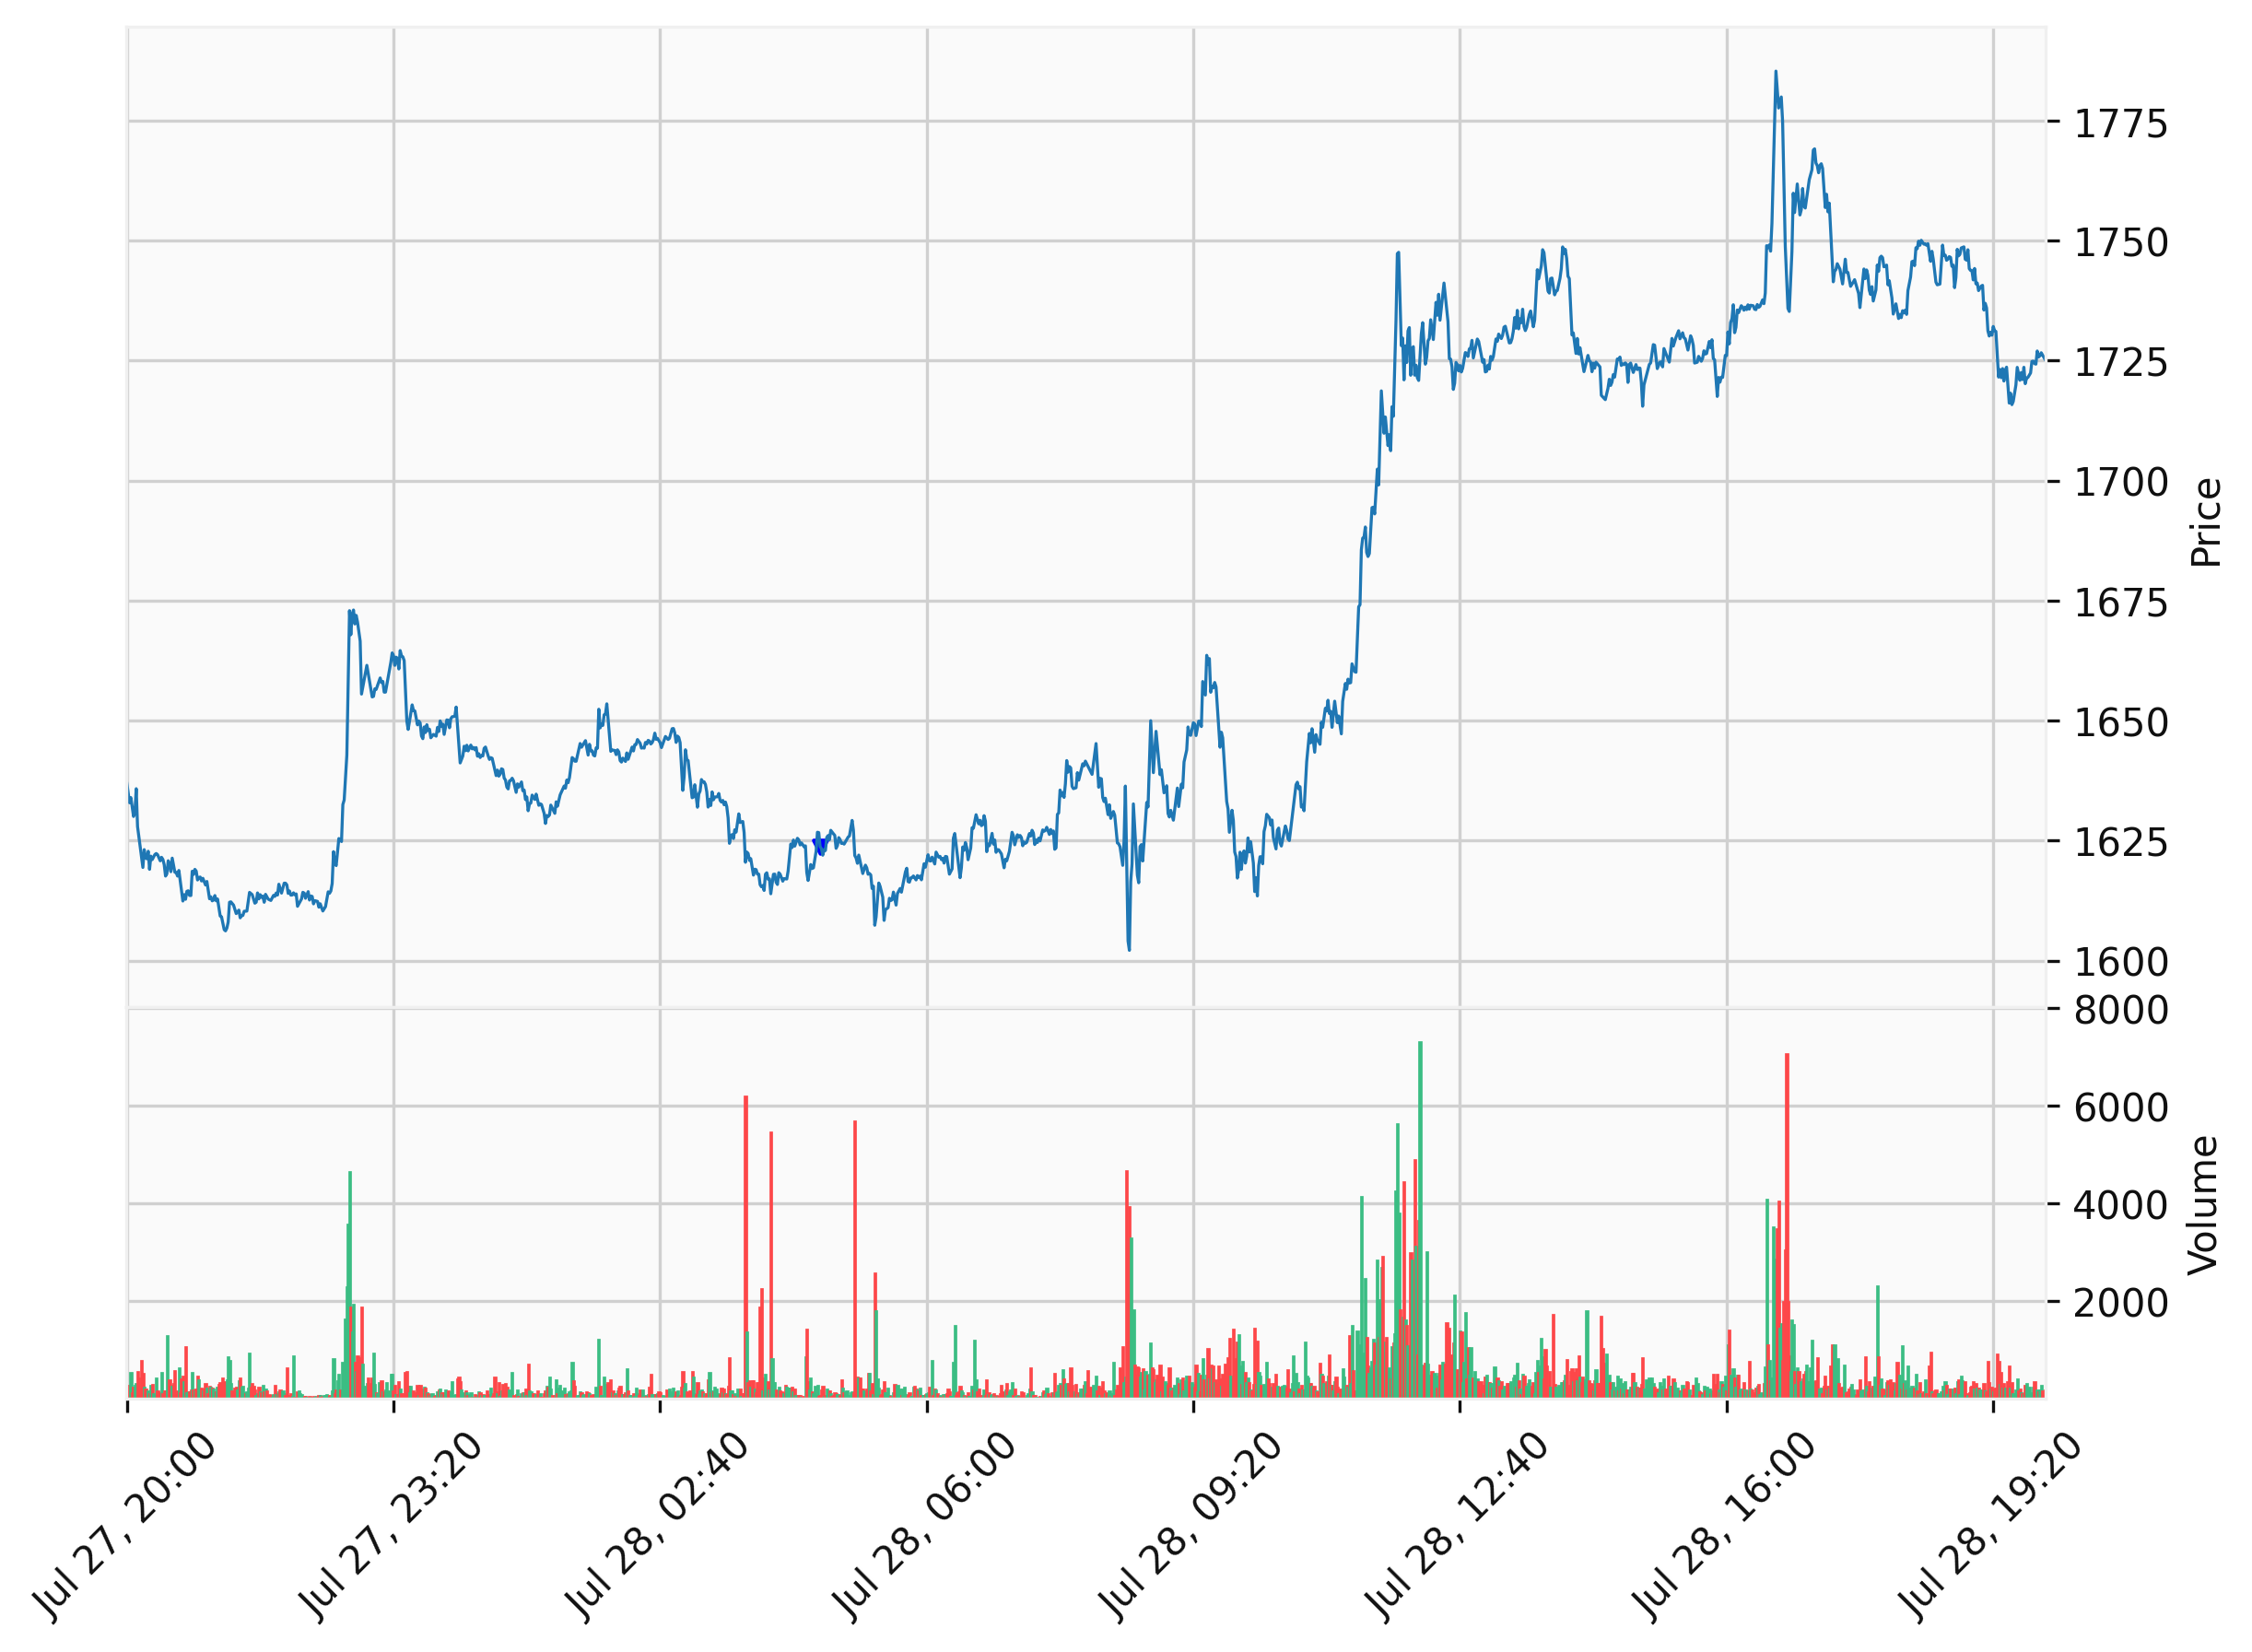 1775
1750
1725
1700
1675
1650
1625
1600
Price
8000
6000
4000
2000
Volume
Jul 27, 20:00
Jul 27, 23:20
Jul 28, 02:40
Jul 28, 06:00
Jul 28, 09:20
Jul 28, 12:40
Jul 28, 16:00
Jul 28, 19:20